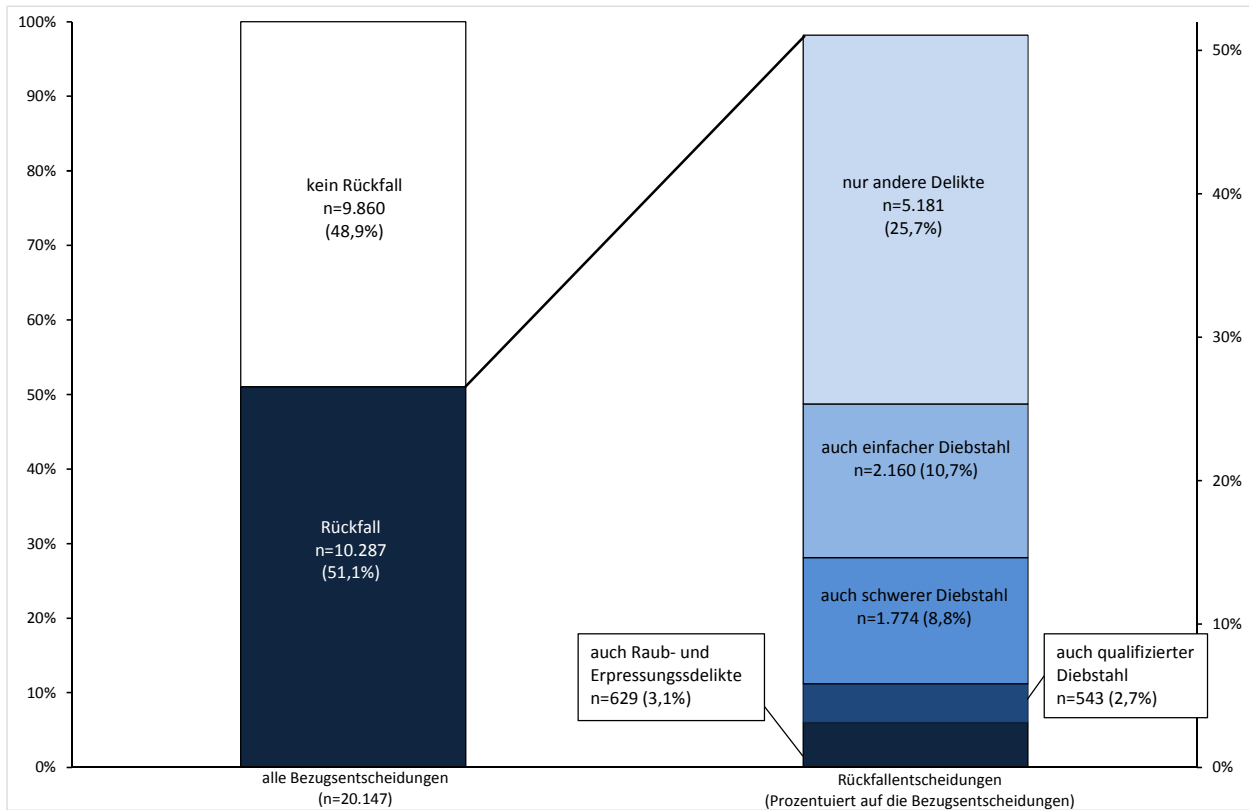 100%
90%
80%
70%
60%
50%
40%
30%
20%
10%
0%
kein Rückfall
n=9.860
(48,9%)
Rückfall
n=10.287
(51,1%)
alle Bezugsentscheidungen
(n=20.147)
nur andere Delikte
n=5.181
(25,7%)
auch einfacher Diebstahl
n=2.160 (10,7%)
auch schwerer Diebstahl
n=1.774 (8,8%)
auch Raub- und
Erpressungssdelikte
n=629 (3,1%)
auch qualifizierter
Diebstahl
n=543 (2,7%)
Rückfallentscheidungen
(Prozentuiert auf die Bezugsentscheidungen)
50%
40%
30%
20%
10%
0%